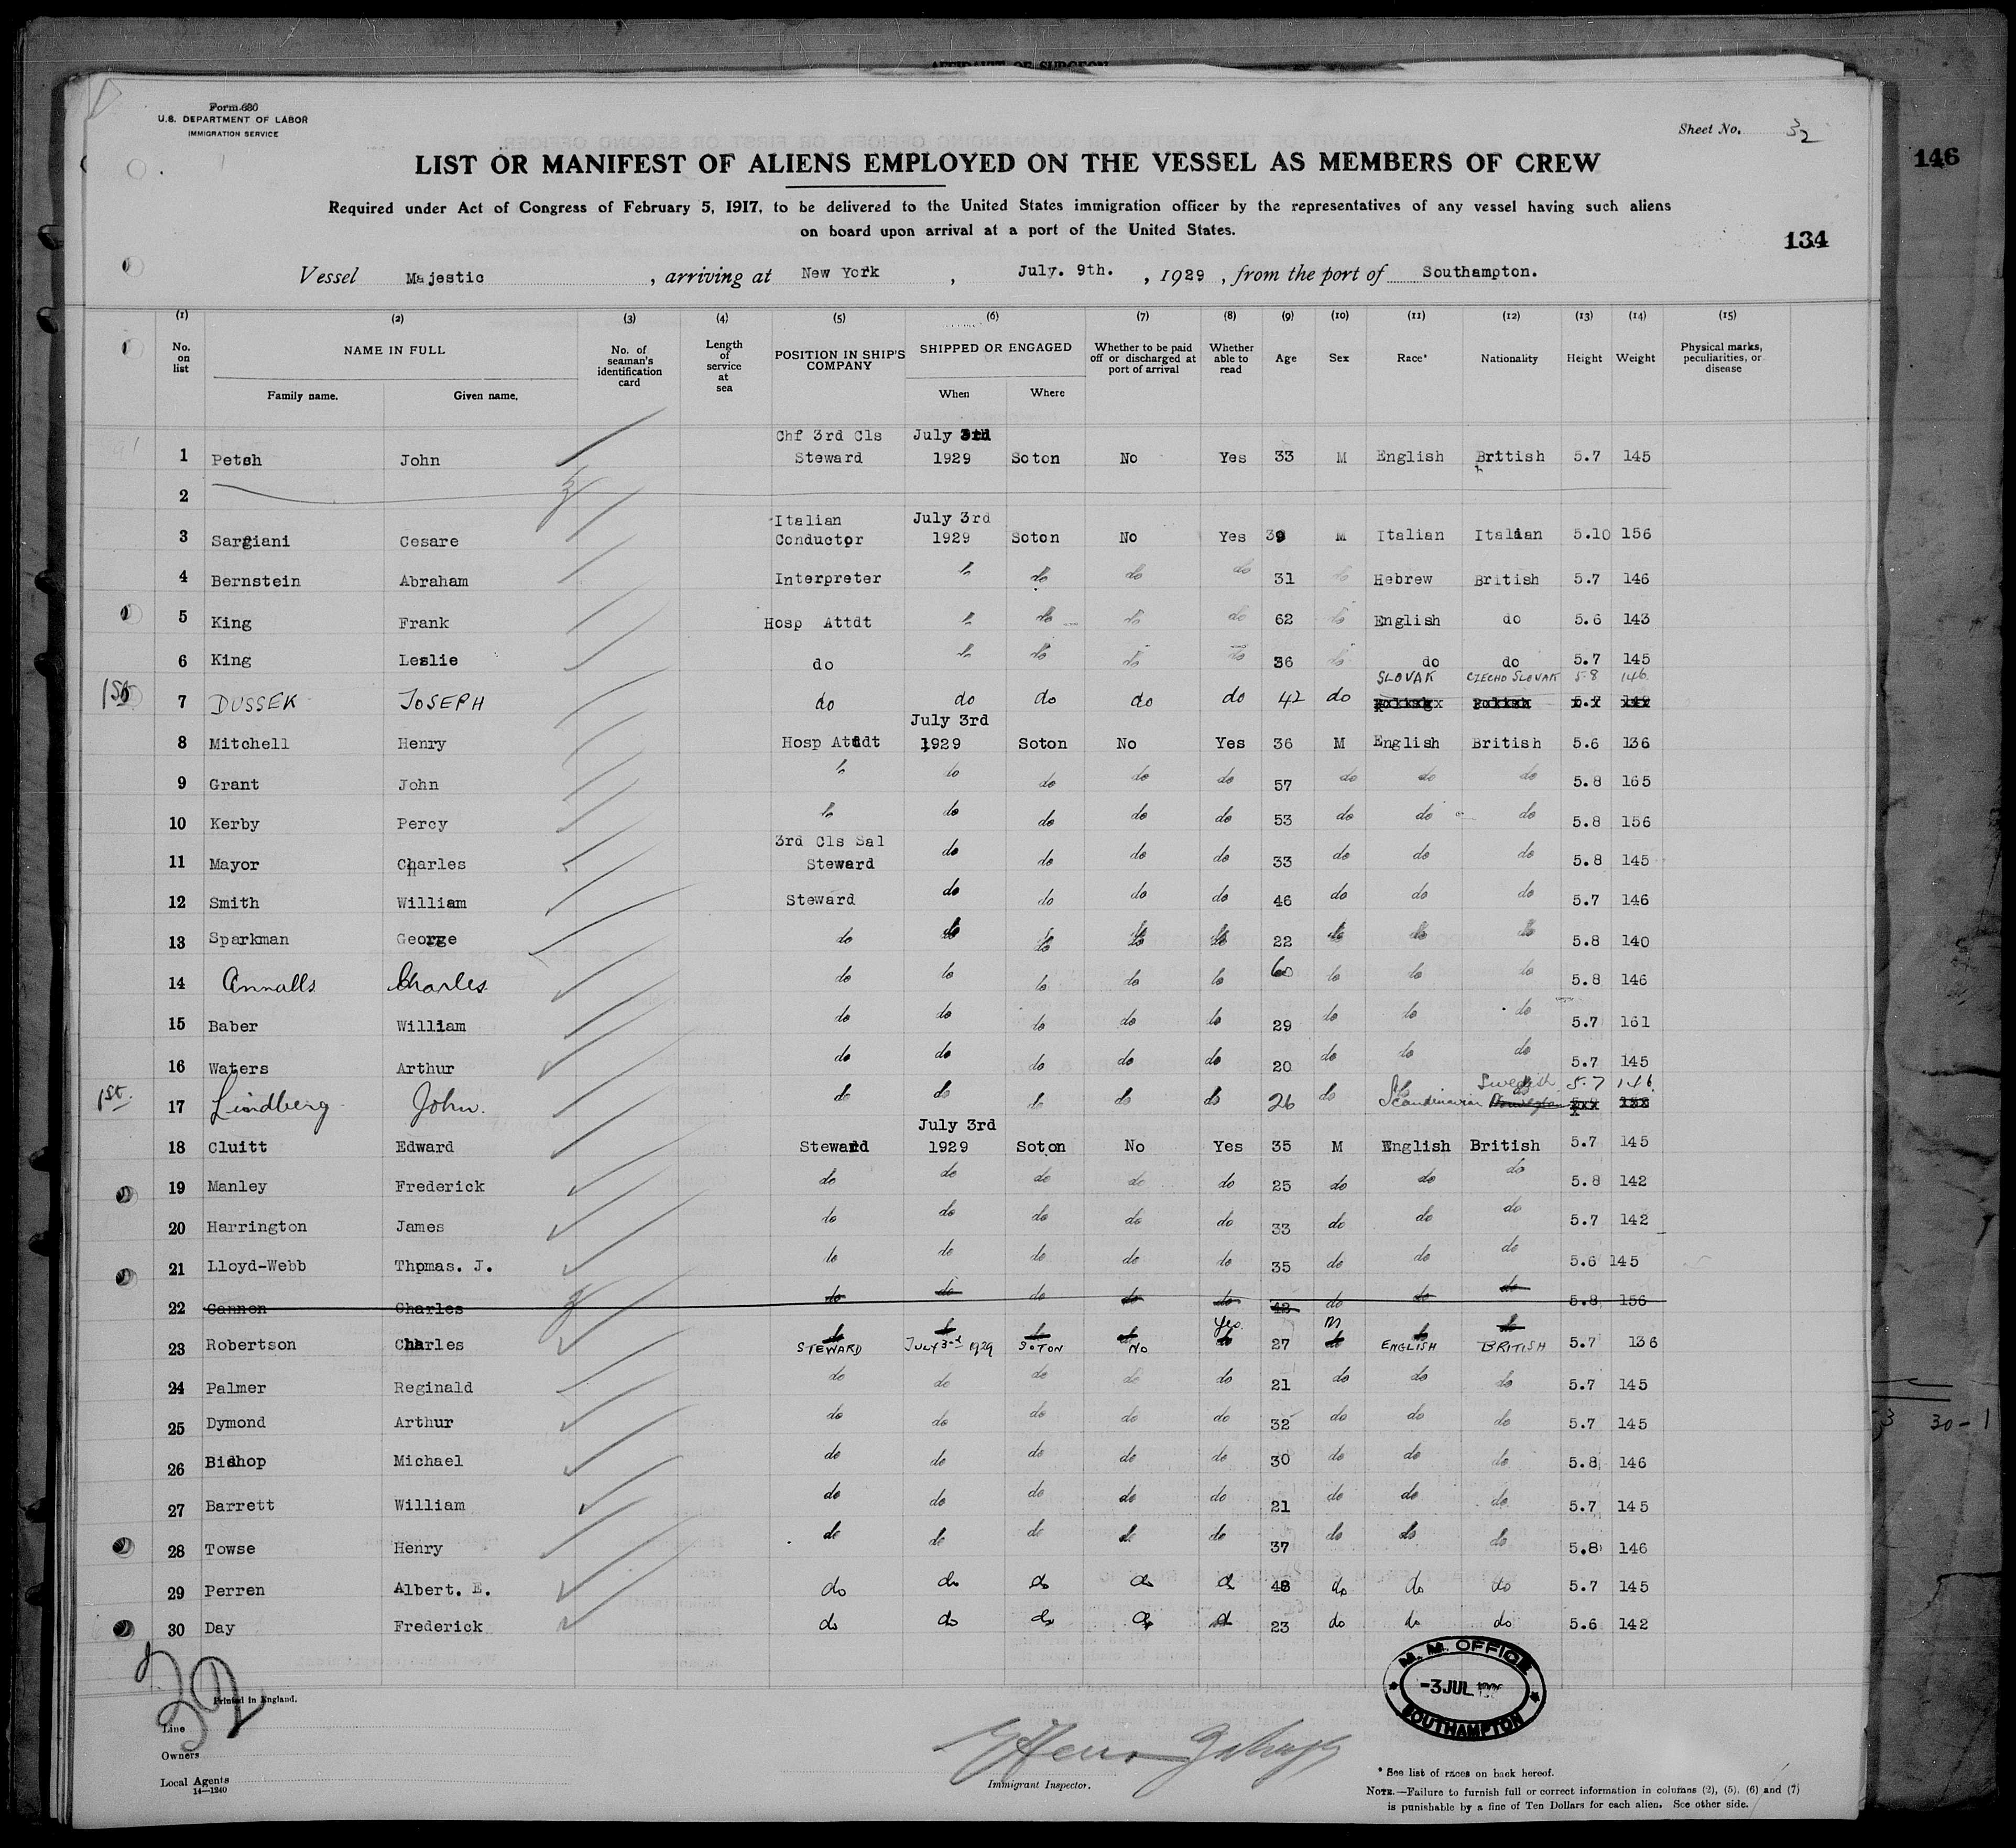 AFFIDAVIT OF SURGEON
Form 680
U.S. DEPARTMENT OF LABOR
IMMIGRATION SERVICE
Sheet No. 32
146
LIST OR MANIFEST OF ALIENS EMPLOYED ON THE VESSEL AS MEMBERS OF CREW
Required under Act of Congress of February 5, 1917, to be delivered to the United States immigration officer by the representatives of any vessel having such aliens
on board upon arrival at a port of the United States.
134
Vessel Majestic, arriving at New York, July. 9th., 1929, from the port of Southampton.
(1) (2) (3) (4) (5) (6) (7) (8) (9) (10) (11) (12) (13) (14) (15)
No. on list NAME IN FULL Family name. Given name. No. of seaman's identification card Length of service at sea POSITION IN SHIP'S COMPANY SHIPPED OR ENGAGED When Where Whether to be paid off or discharged at port of arrival Whether able to read Age Sex Race* Nationality Height Weight Physical marks, peculiarities, or disease
1 Petch John Chf 3rd Cls Steward July 3rd 1929 Soton No Yes 33 M English British 5.7 145
2
3 Sargiani Cesare Italian Conductor July 3rd 1929 Soton No Yes 39 M Italian Italian 5.10 156
4 Bernstein Abraham Interpreter do do do do 31 do Hebrew British 5.7 146
5 King Frank Hosp Attdt do do do do 62 do English do 5.6 143
6 King Leslie do do do do do 36 do do do 5.7 145
1st 7 DUSSEK JOSEPH do do do do do 42 do SLOVAK CZECHO SLOVAK 5.8 146
8 Mitchell Henry Hosp Attdt July 3rd 1929 Soton No Yes 36 M English British 5.6 136
9 Grant John do do do do do 57 do do do 5.8 165
10 Kerby Percy do do do do do 53 do do do 5.8 156
11 Mayor Charles 3rd Cls Sal Steward do do do do 33 do do do 5.8 145
12 Smith William Steward do do do do 46 do do do 5.7 146
13 Sparkman George do do do do do 22 do do do 5.8 140
14 Annalls Charles do do do do do 60 do do do 5.8 146
15 Baber William do do do do do 29 do do do 5.7 161
16 Waters Arthur do do do do do 20 do do do 5.7 145
1st. 17 Lindberg John. do do do do do 26 do Scandinavian Swedish Norwegian 5.7 146
18 Cluitt Edward Steward July 3rd 1929 Soton No Yes 35 M English British 5.7 145
19 Manley Frederick do do do do do 25 do do do 5.8 142
20 Harrington James do do do do do 33 do do do 5.7 142
21 Lloyd-Webb Thomas. J. do do do do do 35 do do do 5.6 145
22 Cannon Charles do do do do do 42 do do do 5.8 156
23 Robertson Charles STEWARD JULY 3rd 1929 SOTON NO Yes 27 M ENGLISH BRITISH 5.7 136
24 Palmer Reginald do do do do do 21 do do do 5.7 145
25 Dymond Arthur do do do do do 32 do do do 5.7 145
26 Bishop Michael do do do do do 30 do do do 5.8 146
27 Barrett William do do do do do 21 do do do 5.7 145
28 Towse Henry do do do do do 37 do do do 5.8 146
29 Perren Albert. E. do do do do do 48 do do do 5.7 145
30 Day Frederick do do do do do 23 do do do 5.6 142
30-1
32
Printed in England.
Line
Owners
Local Agents
14—1240
Immigrant Inspector.
M. M. OFFICE
-3 JUL
SOUTHAMPTON
* See list of races on back hereof.
NOTE.—Failure to furnish full or correct information in columns (2), (5), (6) and (7)
is punishable by a fine of Ten Dollars for each alien. See other side.